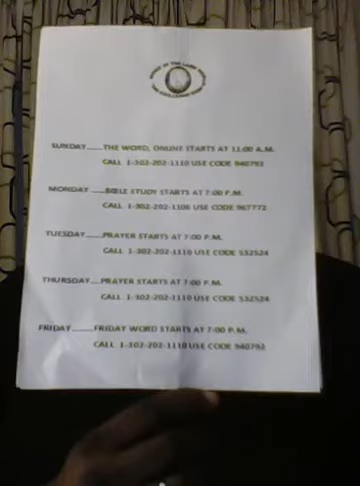 SUNDAY.......THE WORD, ONLINE STARTS AT 11:00 A.M.
CALL 1-302-202-1110 USE CODE 940792
MONDAY .......BIBLE STUDY STARTS AT 7:00 P.M.
CALL 1-302-202-1106 USE CODE 967772
TUESDAY......PRAYER STARTS AT 7:00 P.M.
CALL 1-302-202-1110 USE CODE 532524
THURSDAY....PRAYER STARTS AT 7:00 P.M.
CALL 1-302-202-1110 USE CODE 532524
FRIDAY ........FRIDAY WORD STARTS AT 7:00 P.M.
CALL 1-302-202-1110 USE CODE 940792